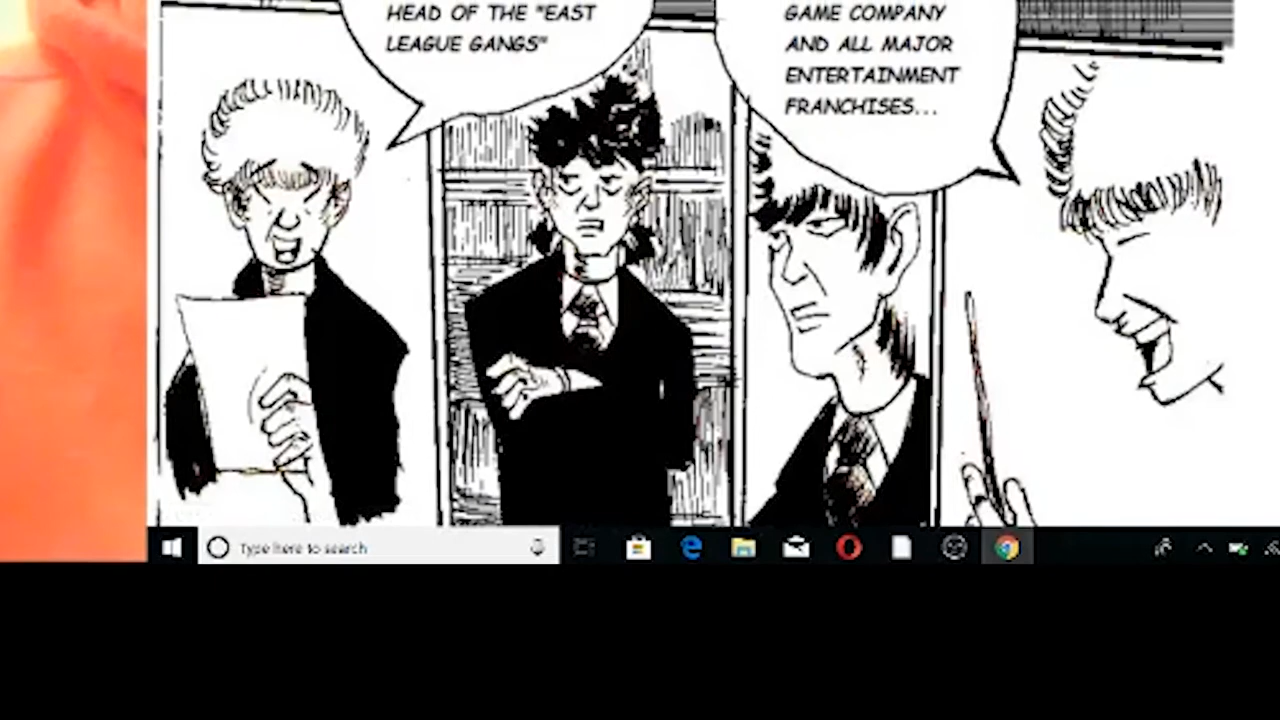 HEAD OF THE "EAST
LEAGUE GANGS"
GAME COMPANY
AND ALL MAJOR
ENTERTAINMENT
FRANCHISES...
Type here to search